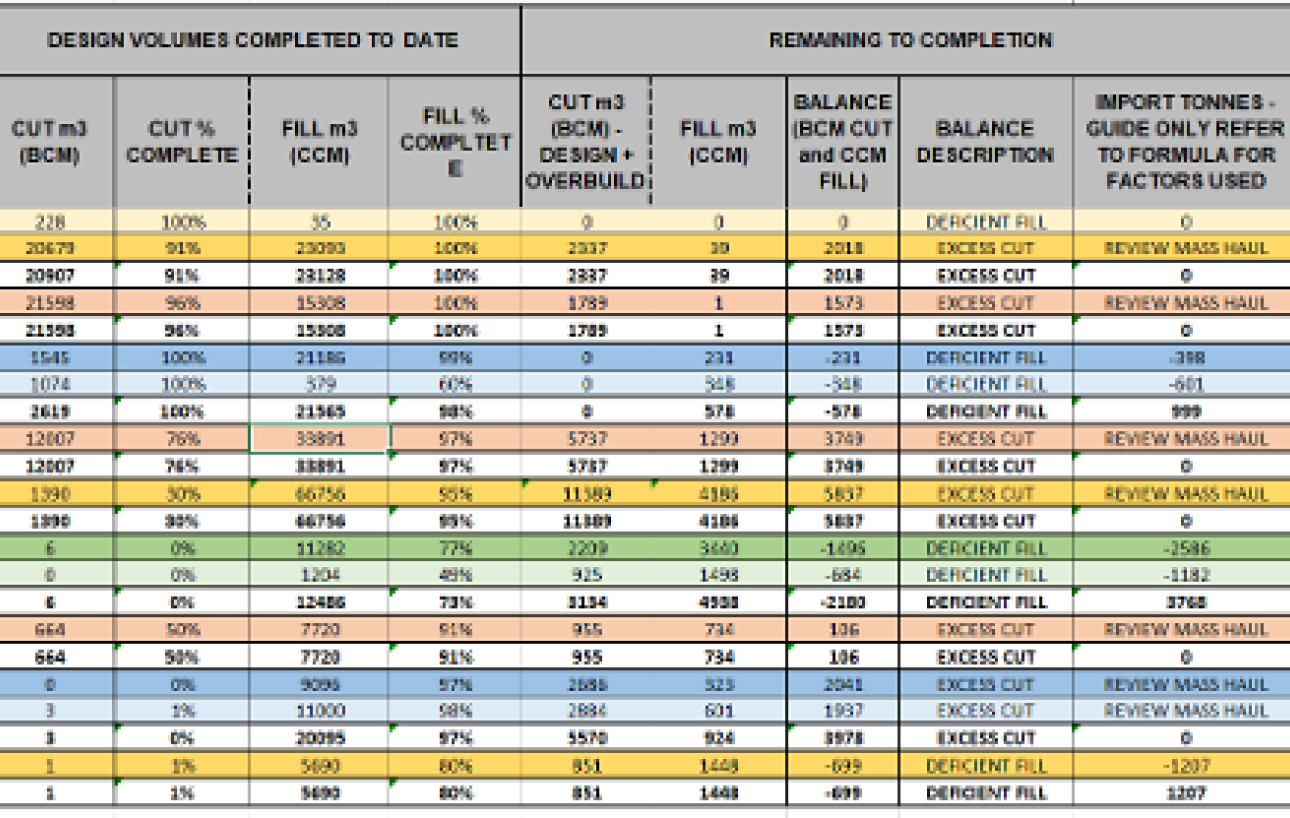 DESIGN VOLUMES COMPLETED TO DATE REMAINING TO COMPLETION
CUT m3 (BCM) CUT % COMPLETE FILL m3 (CCM) FILL % COMPLTETE CUT m3 (BCM) - DESIGN + OVERBUILD FILL m3 (CCM) BALANCE (BCM CUT and CCM FILL) BALANCE DESCRIPTION IMPORT TONNES - GUIDE ONLY REFER TO FORMULA FOR FACTORS USED
228 100% 35 100% 0 0 0 DEFICIENT FILL 0
20679 91% 23093 100% 2337 39 2018 EXCESS CUT REVIEW MASS HAUL
20907 91% 23128 100% 2337 39 2018 EXCESS CUT 0
21598 96% 15308 100% 1789 1 1573 EXCESS CUT REVIEW MASS HAUL
21598 96% 15308 100% 1789 1 1573 EXCESS CUT 0
1545 100% 21186 99% 0 231 -231 DEFICIENT FILL -398
1074 100% 379 60% 0 348 -348 DEFICIENT FILL -601
2619 100% 21565 98% 0 578 -578 DEFICIENT FILL 999
12007 76% 33891 97% 5737 1299 3749 EXCESS CUT REVIEW MASS HAUL
12007 76% 33891 97% 5737 1299 3749 EXCESS CUT 0
1390 30% 66756 95% 11389 4186 5837 EXCESS CUT REVIEW MASS HAUL
1390 30% 66756 95% 11389 4186 5837 EXCESS CUT 0
6 0% 11282 77% 2209 3440 -1496 DEFICIENT FILL -2586
0 0% 1204 49% 925 1498 -684 DEFICIENT FILL -1182
6 0% 12486 73% 3134 4938 -2180 DEFICIENT FILL 3768
664 50% 7720 91% 955 734 106 EXCESS CUT REVIEW MASS HAUL
664 50% 7720 91% 955 734 106 EXCESS CUT 0
0 0% 9096 97% 2686 323 2041 EXCESS CUT REVIEW MASS HAUL
3 1% 11000 98% 2884 601 1937 EXCESS CUT REVIEW MASS HAUL
3 0% 20095 97% 5570 924 3978 EXCESS CUT 0
1 1% 5690 80% 851 1448 -699 DEFICIENT FILL -1207
1 1% 5690 80% 851 1448 -699 DEFICIENT FILL 1207